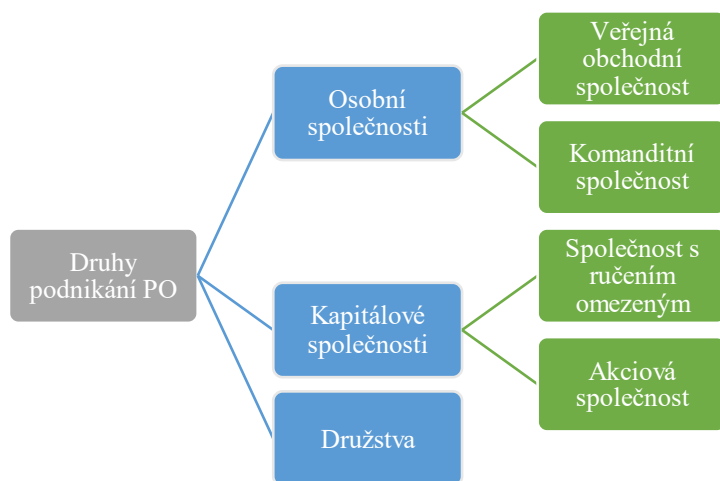 Druhy
podnikání PO
Osobní
společnosti
Veřejná
obchodní
společnost
Komanditní
společnost
Kapitálové
společnosti
Společnost s
ručením
omezeným
Akciová
společnost
Družstva